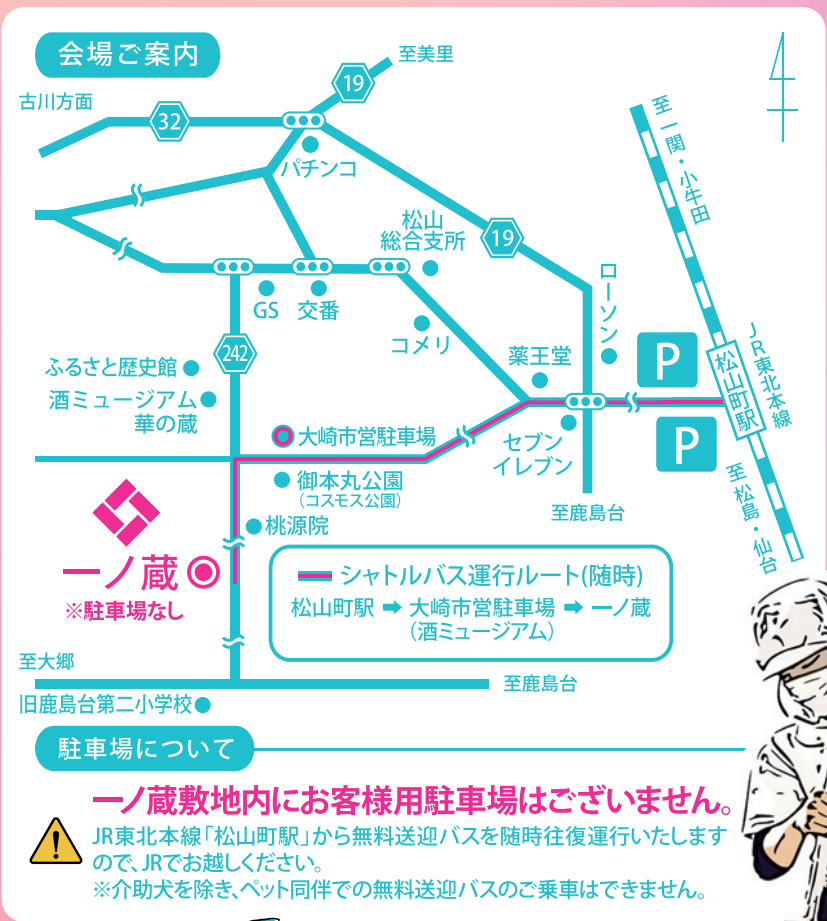 会場ご案内
至美里
19
古川方面
32
パチンコ
至一関・小牛田
松山
総合支所
19
ローソン
GS
交番
コメリ
242
薬王堂
P
JR東北本線
松山町駅
ふるさと歴史館
酒ミュージアム
華の蔵
大崎市営駐車場
セブン
イレブン
P
御本丸公園
(コスモス公園)
至鹿島台
至松島・仙台
桃源院
一ノ蔵
※駐車場なし
シャトルバス運行ルート(随時)
松山町駅 ➡ 大崎市営駐車場 ➡ 一ノ蔵
(酒ミュージアム)
至大郷
至鹿島台
旧鹿島台第二小学校
駐車場について
一ノ蔵敷地内にお客様用駐車場はございません。
JR東北本線「松山町駅」から無料送迎バスを随時往復運行いたします
ので、JRでお越しください。
※介助犬を除き、ペット同伴での無料送迎バスのご乗車はできません。